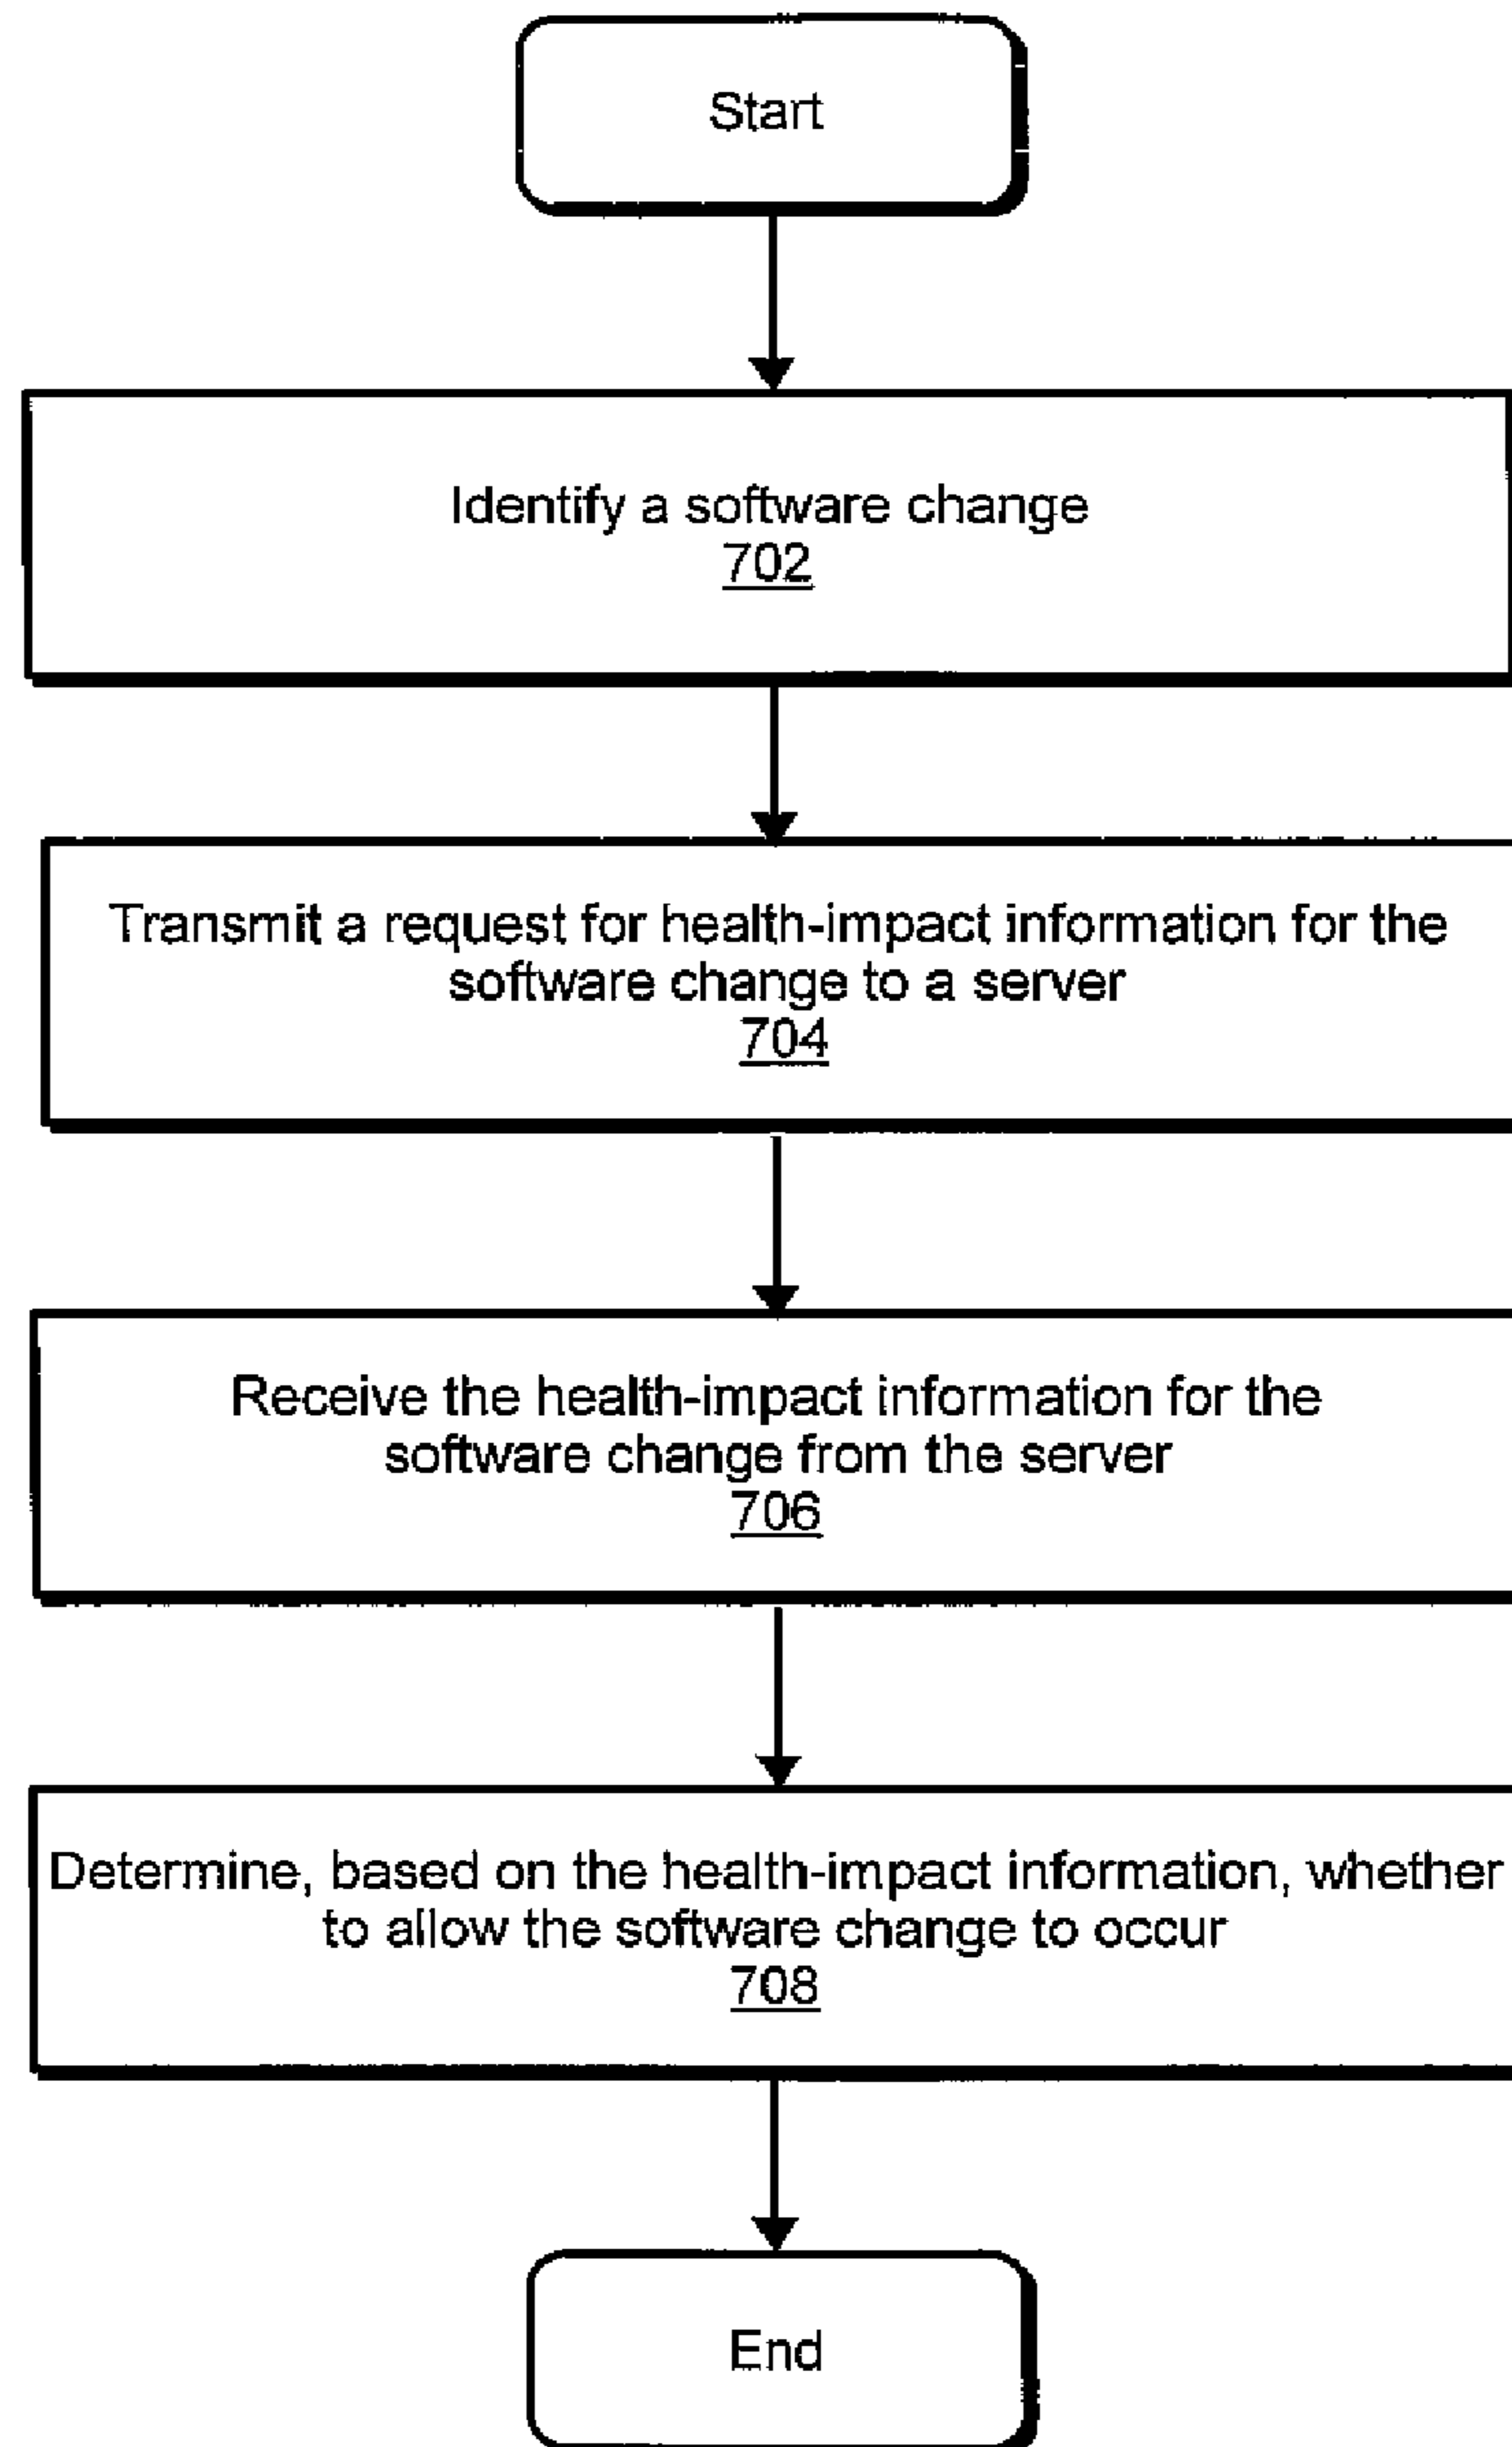 Start
Identify a software change
702
Transmit a request for health-impact information for the
software change to a server
704
Receive the health-impact information for the
software change from the server
706
Determine, based on the health-impact information, whether
to allow the software change to occur
708
End